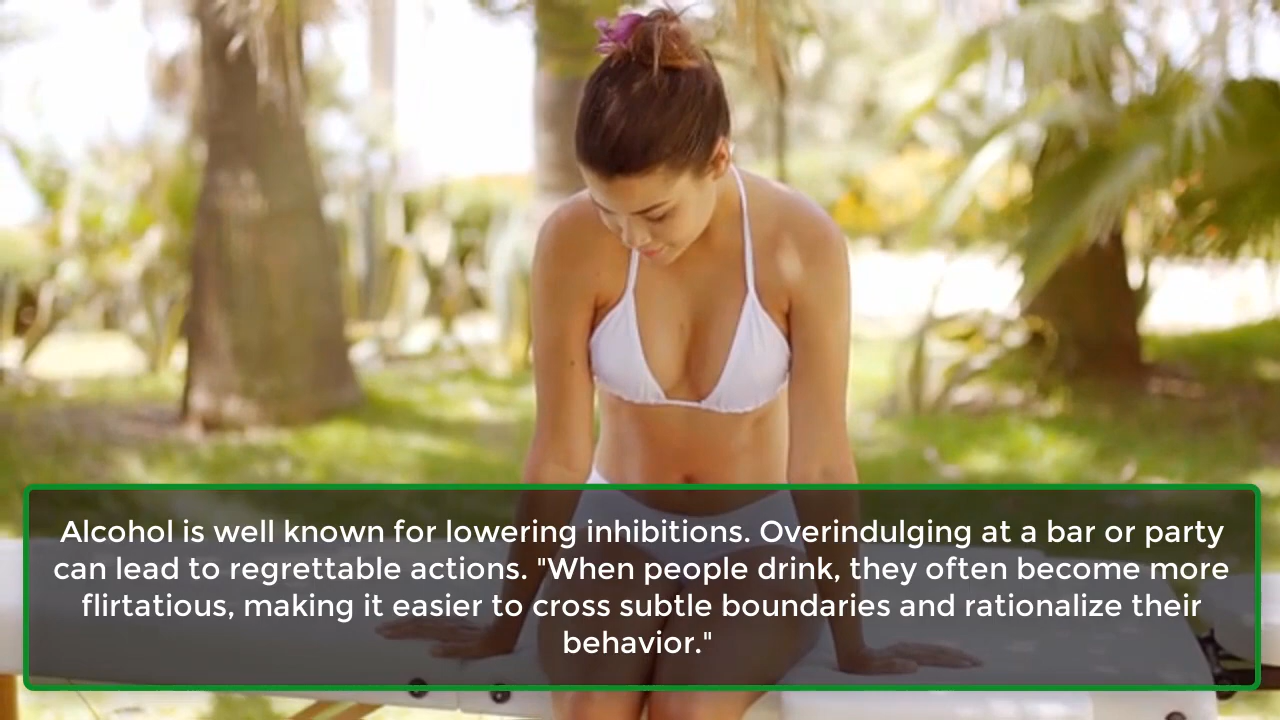 Alcohol is well known for lowering inhibitions. Overindulging at a bar or party
can lead to regrettable actions. "When people drink, they often become more
flirtatious, making it easier to cross subtle boundaries and rationalize their
behavior."